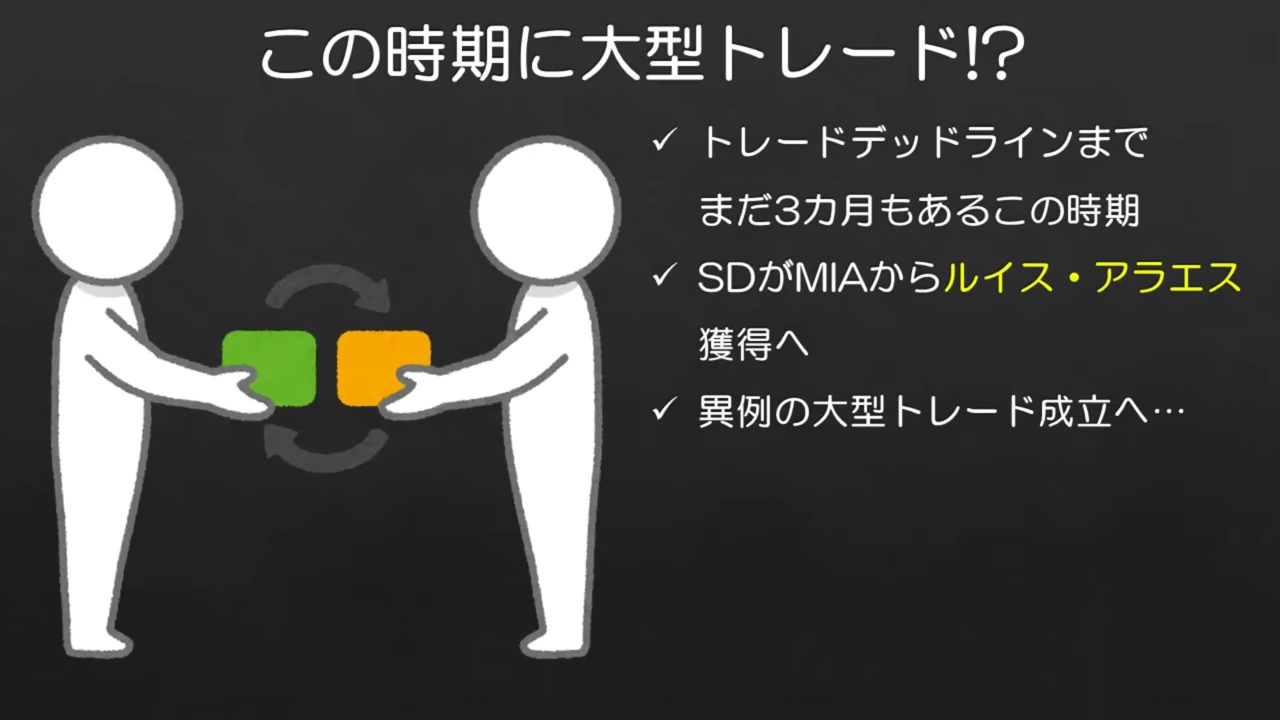 この時期に大型トレード!?
✓ トレードデッドラインまで
まだ3カ月もあるこの時期
✓ SDがMIAからルイス・アラエス
獲得へ
✓ 異例の大型トレード成立へ…